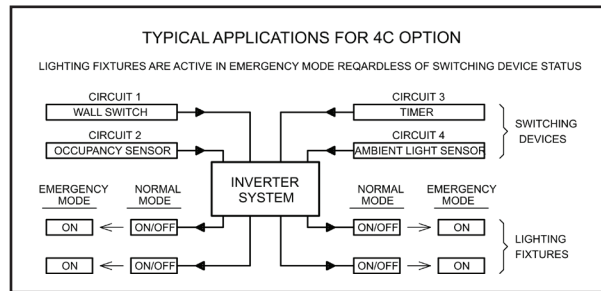 TYPICAL APPLICATIONS FOR 4C OPTION
LIGHTING FIXTURES ARE ACTIVE IN EMERGENCY MODE REQARDLESS OF SWITCHING DEVICE STATUS
CIRCUIT 1
WALL SWITCH
CIRCUIT 2
OCCUPANCY SENSOR
CIRCUIT 3
TIMER
CIRCUIT 4
AMBIENT LIGHT SENSOR
SWITCHING
DEVICES
INVERTER
SYSTEM
EMERGENCY
MODE
NORMAL
MODE
NORMAL
MODE
EMERGENCY
MODE
ON
ON/OFF
ON/OFF
ON
ON
ON/OFF
ON/OFF
ON
LIGHTING
FIXTURES